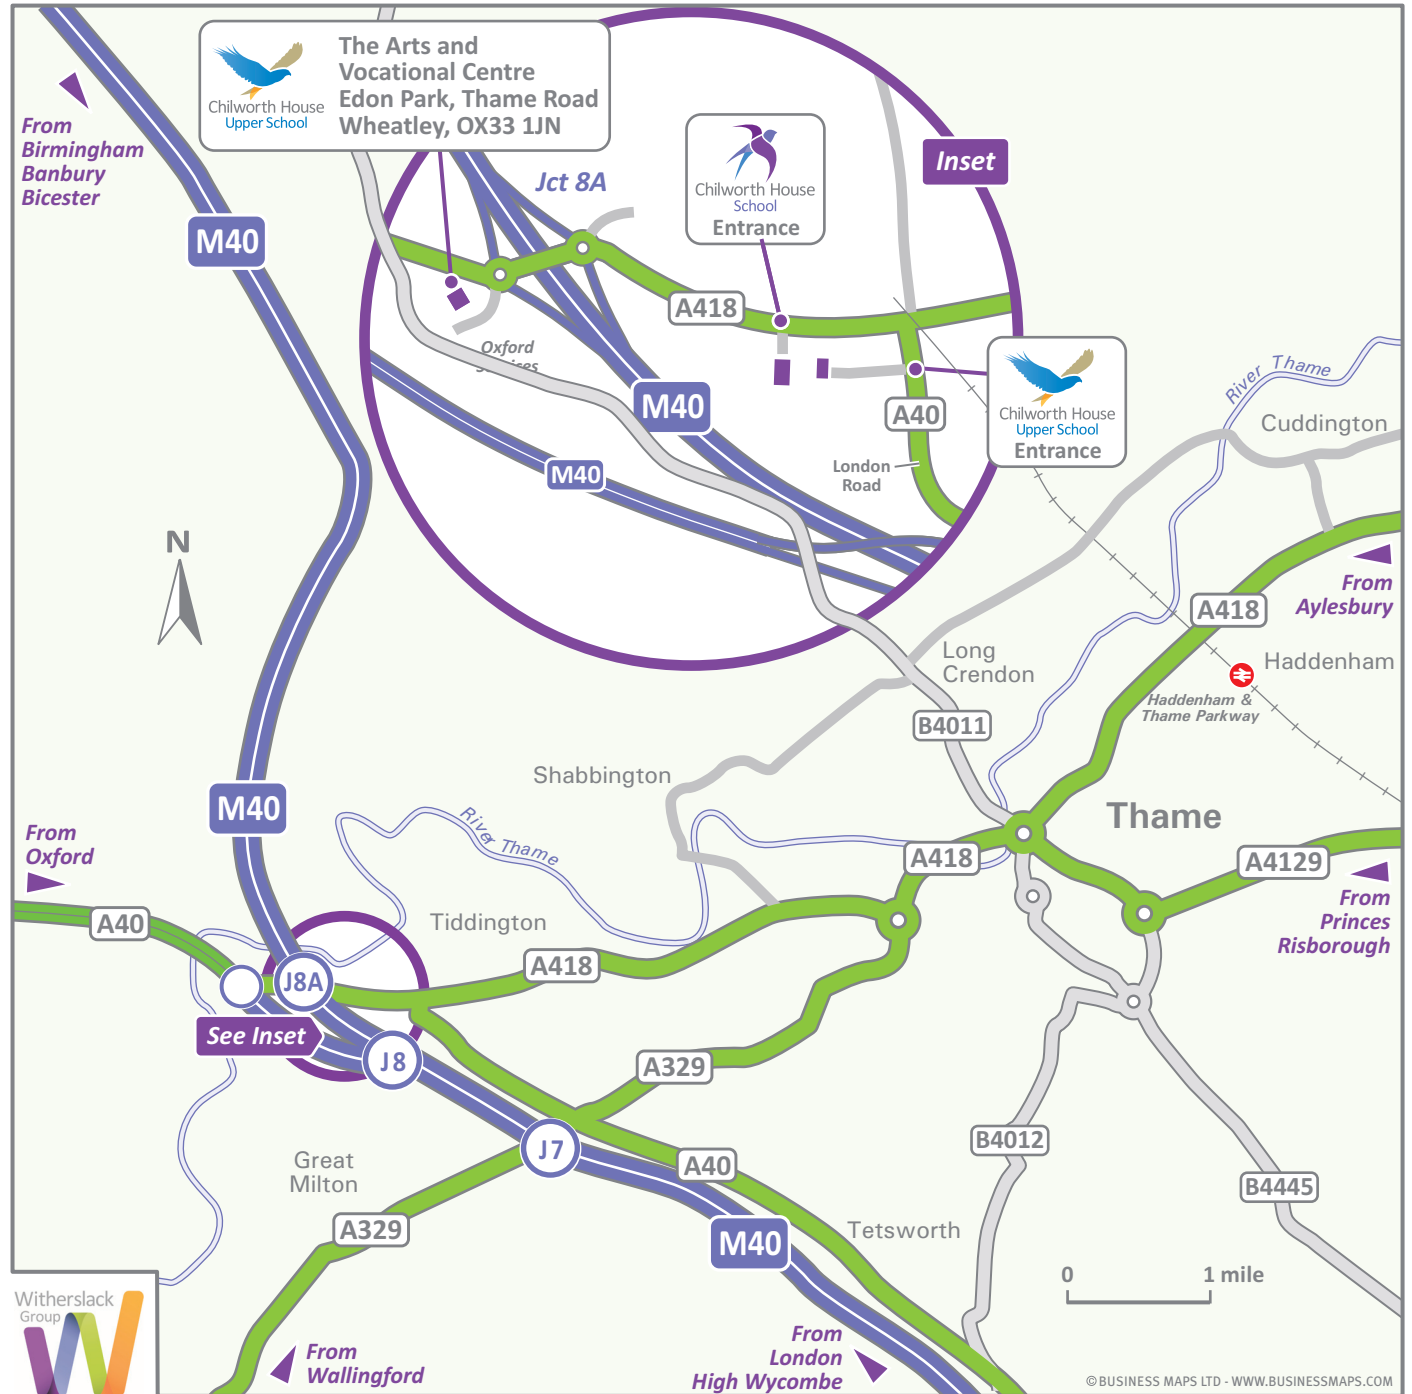 The Arts and
Vocational Centre
Edon Park, Thame Road
Wheatley, OX33 1JN
Chilworth House
Upper School
From
Birmingham
Banbury
Bicester
M40
Jct 8A
Chilworth House
School
Entrance
Inset
A418
Oxford
M40
A40
Chilworth House
Upper School
Entrance
London
Road
M40
River Thame
Cuddington
N
From
Aylesbury
A418
Haddenham
Haddenham &
Thame Parkway
Long
Crendon
B4011
Shabbington
M40
River Thame
Thame
From
Oxford
A418
A4129
From
Princes
Risborough
A40
Tiddington
A418
J8A
See Inset
J8
A329
J7
Great
Milton
A40
B4012
B4445
A329
M40
Tetsworth
0 1 mile
Witherslack
Group
From
Wallingford
From
London
High Wycombe
© BUSINESS MAPS LTD - WWW.BUSINESSMAPS.COM